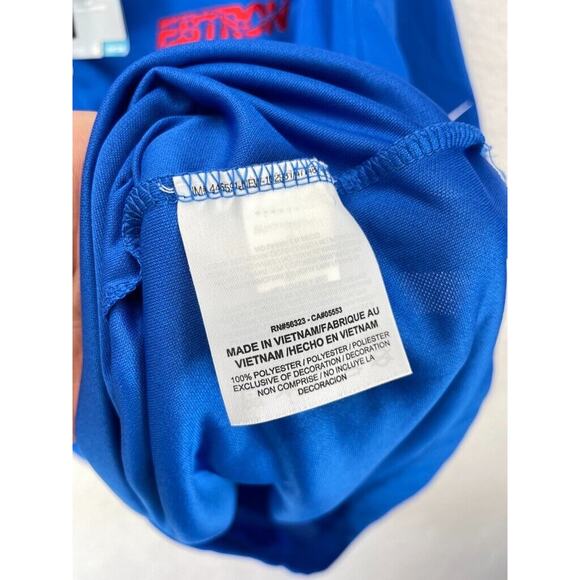 RN#56323 - CA#05553
MADE IN VIETNAM/FABRIQUE AU
VIETNAM /HECHO EN VIETNAM
100% POLYESTER / POLYESTER / POLIESTER
EXCLUSIVE OF DECORATION / DECORATION
NON COMPRISE / NO INCLUYE LA
DECORACION